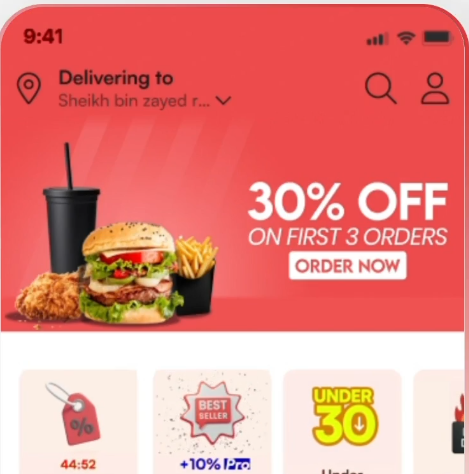 9:41
Delivering to
Sheikh bin zayed r...
30% OFF
ON FIRST 3 ORDERS
ORDER NOW
%
BEST
SELLER
UNDER
30
44:52
+10% Pro
Under